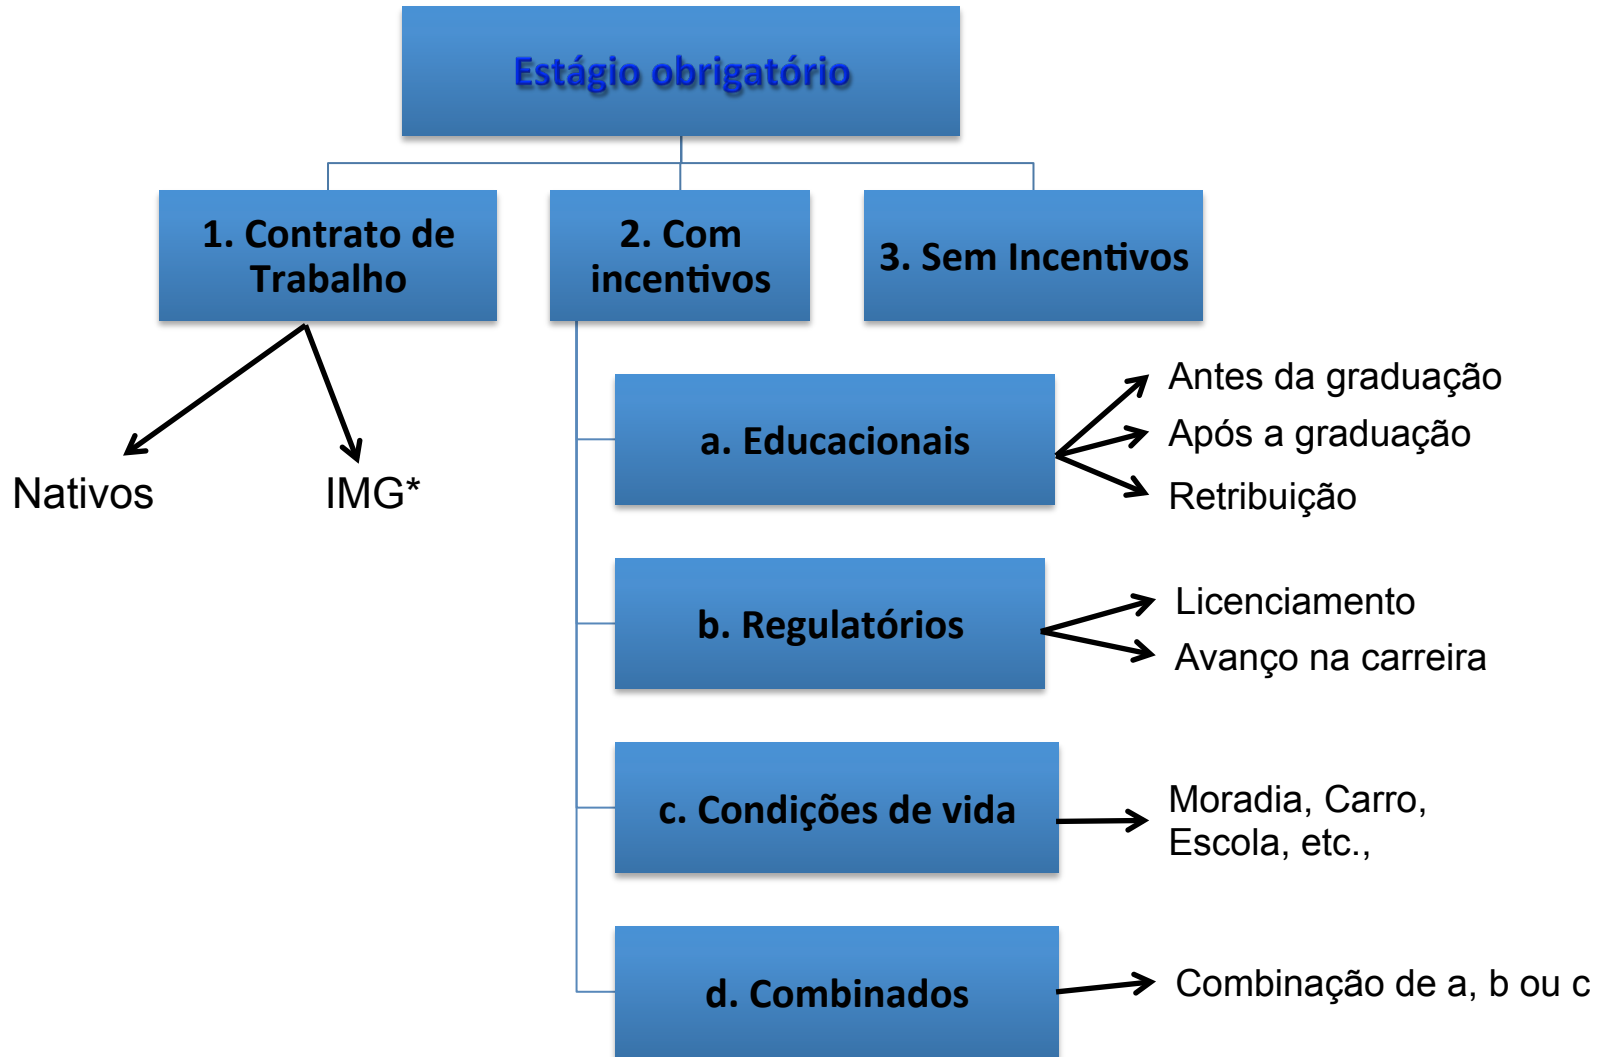 Estágio obrigatório
1. Contrato de
Trabalho
2. Com
incentivos
3. Sem Incentivos
Nativos
IMG*
a. Educacionais
Antes da graduação
Após a graduação
Retribuição
b. Regulatórios
Licenciamento
Avanço na carreira
c. Condições de vida
Moradia, Carro,
Escola, etc.,
d. Combinados
Combinação de a, b ou c